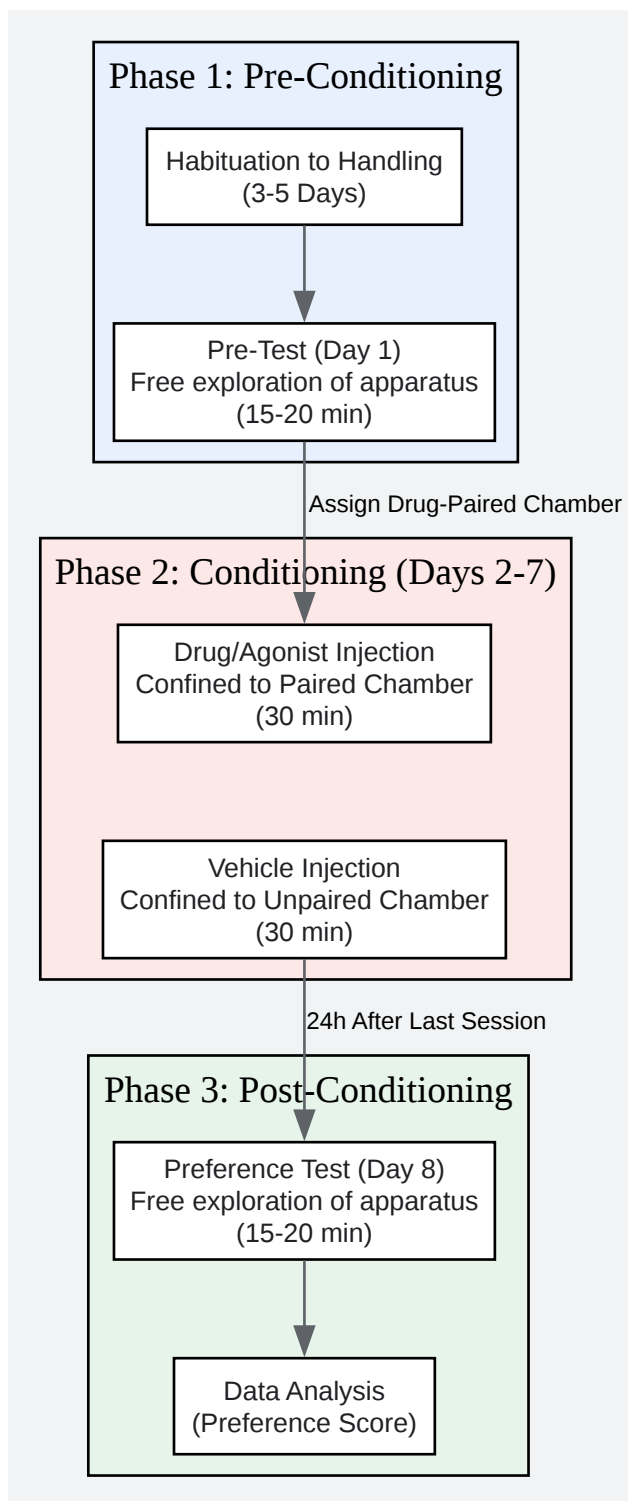 Phase 1: Pre-Conditioning
Habituation to Handling
(3-5 Days)
Pre-Test (Day 1)
Free exploration of apparatus
(15-20 min)
Assign Drug-Paired Chamber
Phase 2: Conditioning (Days 2-7)
Drug/Agonist Injection
Confined to Paired Chamber
(30 min)
Vehicle Injection
Confined to Unpaired Chamber
(30 min)
24h After Last Session
Phase 3: Post-Conditioning
Preference Test (Day 8)
Free exploration of apparatus
(15-20 min)
Data Analysis
(Preference Score)